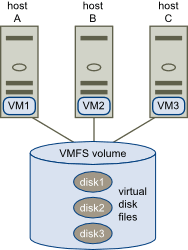 host A
host B
host C
VM1
VM2
VM3
VMFS volume
disk1
disk2
disk3
virtual
disk
files